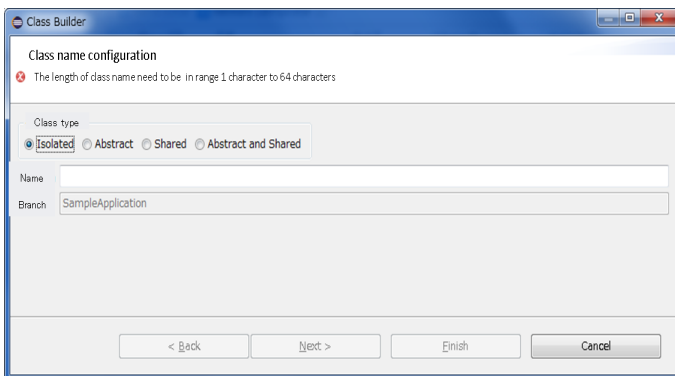 Class Builder
Class name configuration
The length of class name need to be in range 1 character to 64 characters
Class type
Isolated Abstract Shared Abstract and Shared
Name
Branch SampleApplication
< Back Next > Finish Cancel